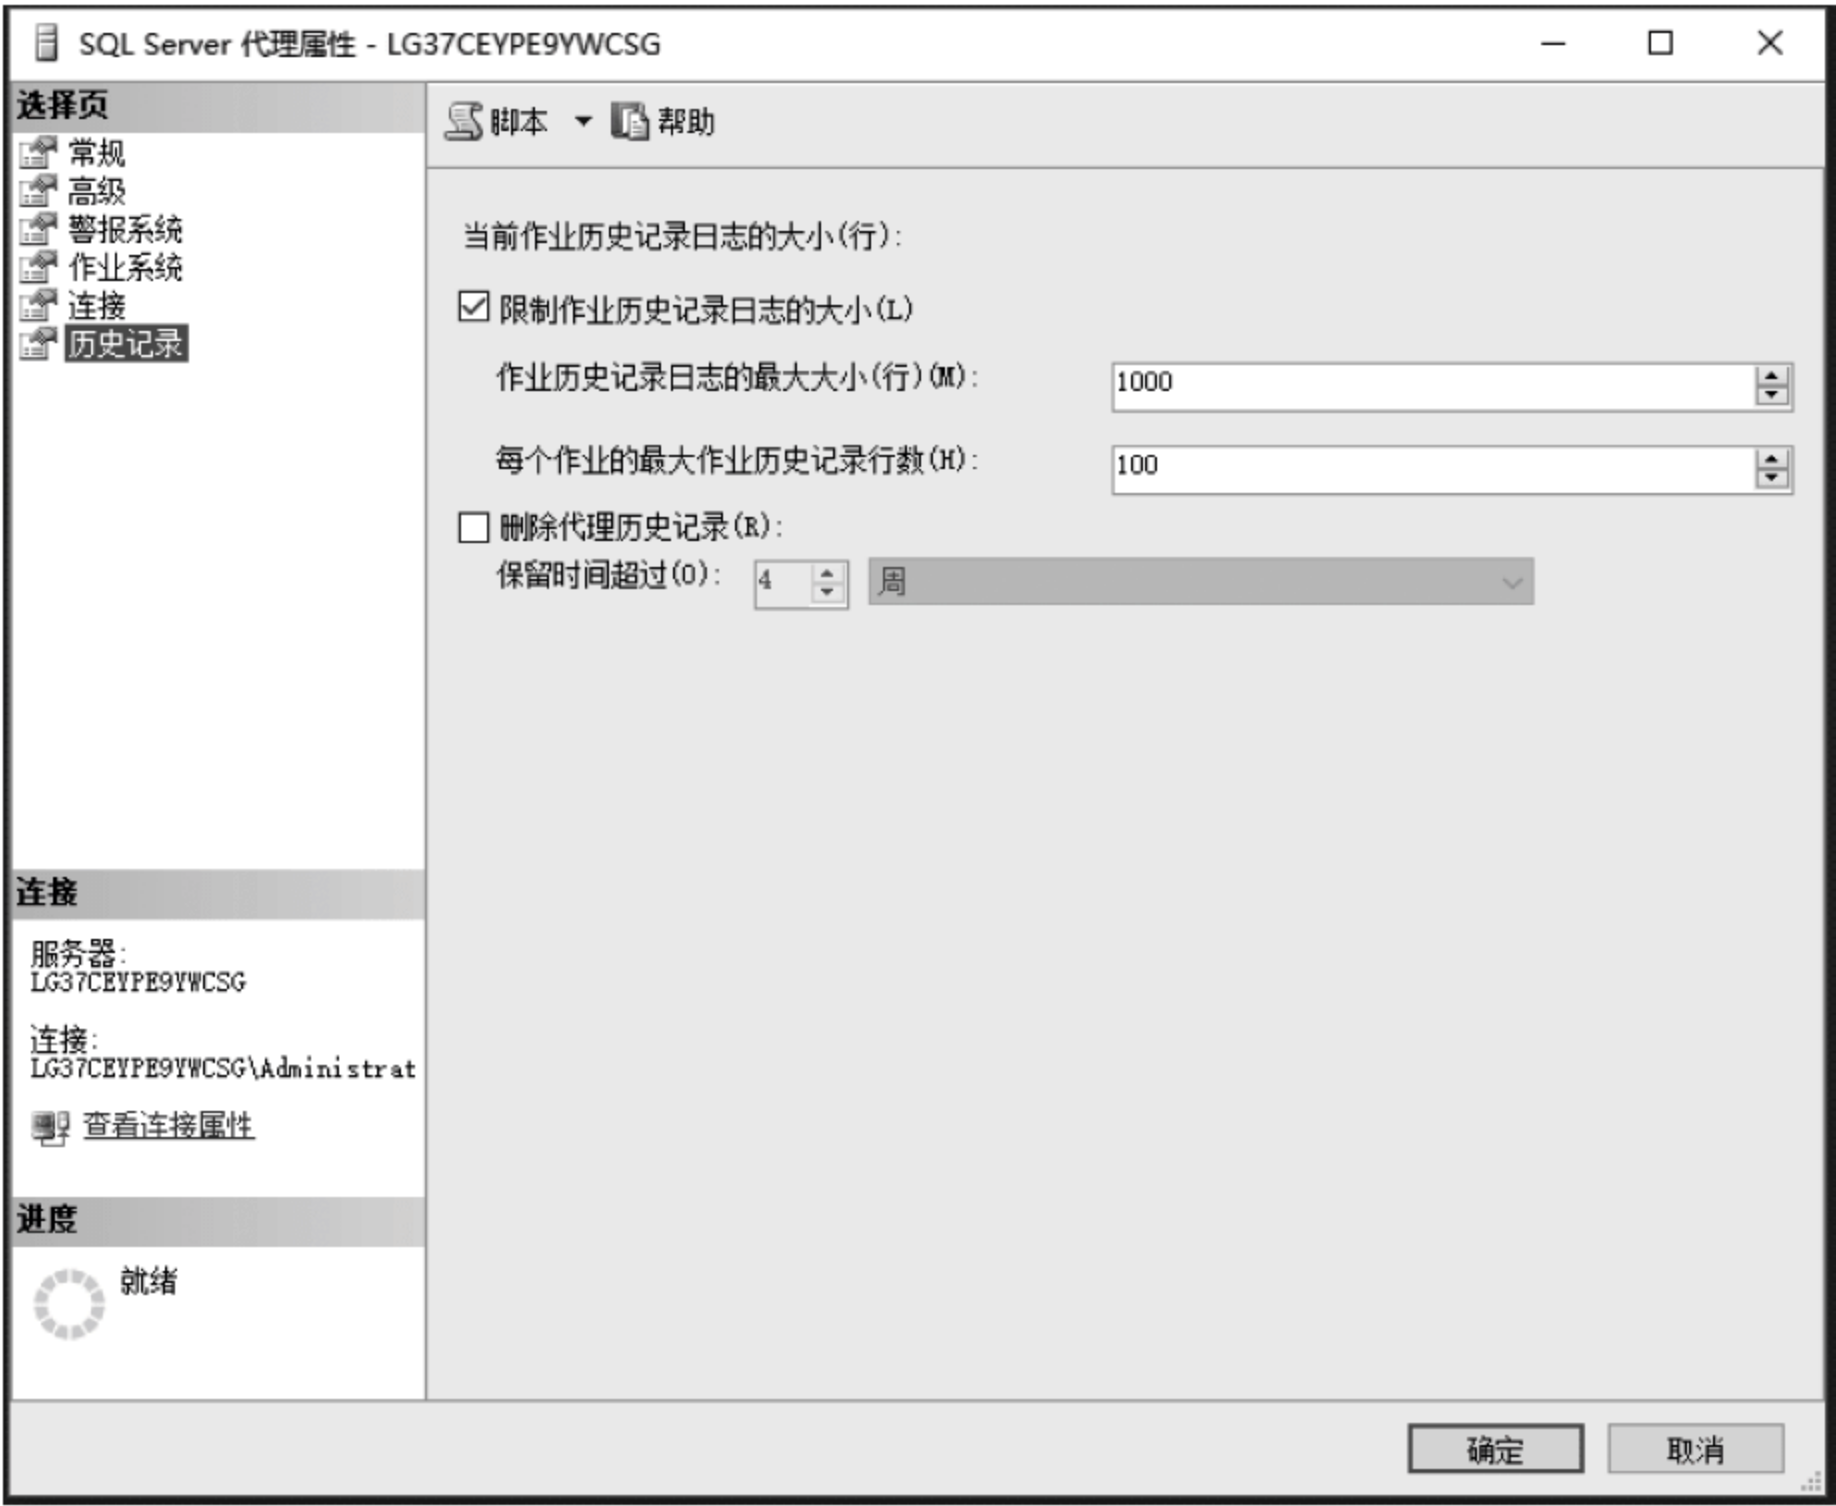 SQL Server 代理属性 - LG37CEYPE9YWCSG
选择页
常规
高级
警报系统
作业系统
连接
历史记录
脚本 帮助
当前作业历史记录日志的大小(行):
限制作业历史记录日志的大小(L)
作业历史记录日志的最大大小(行)(M): 1000
每个作业的最大作业历史记录行数(H): 100
删除代理历史记录(R):
保留时间超过(O): 4 周
连接
服务器:
LG37CEYPE9YWCSG
连接:
LG37CEYPE9YWCSG\Administrat
查看连接属性
进度
就绪
确定 取消